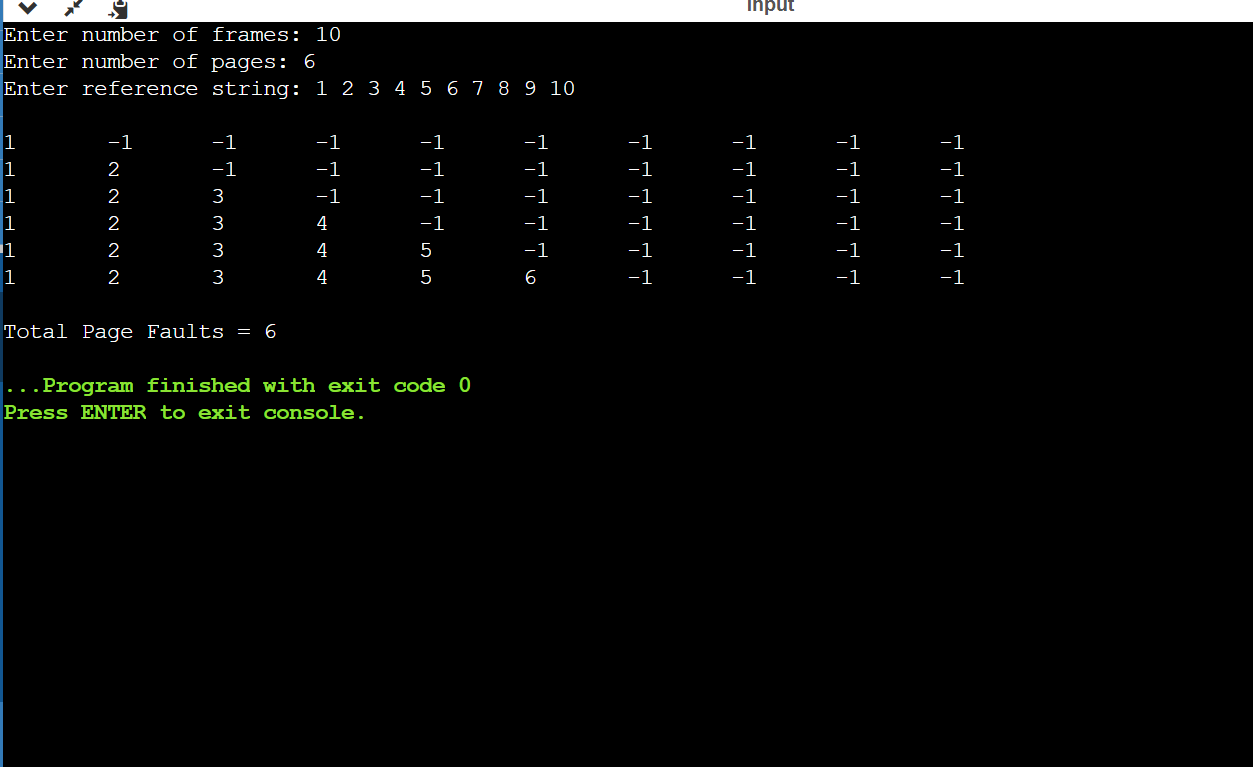 input
Enter number of frames: 10
Enter number of pages: 6
Enter reference string: 1 2 3 4 5 6 7 8 9 10
1 -1 -1 -1 -1 -1 -1 -1 -1 -1
1 2 -1 -1 -1 -1 -1 -1 -1 -1
1 2 3 -1 -1 -1 -1 -1 -1 -1
1 2 3 4 -1 -1 -1 -1 -1 -1
1 2 3 4 5 -1 -1 -1 -1 -1
1 2 3 4 5 6 -1 -1 -1 -1
Total Page Faults = 6
...Program finished with exit code 0
Press ENTER to exit console.